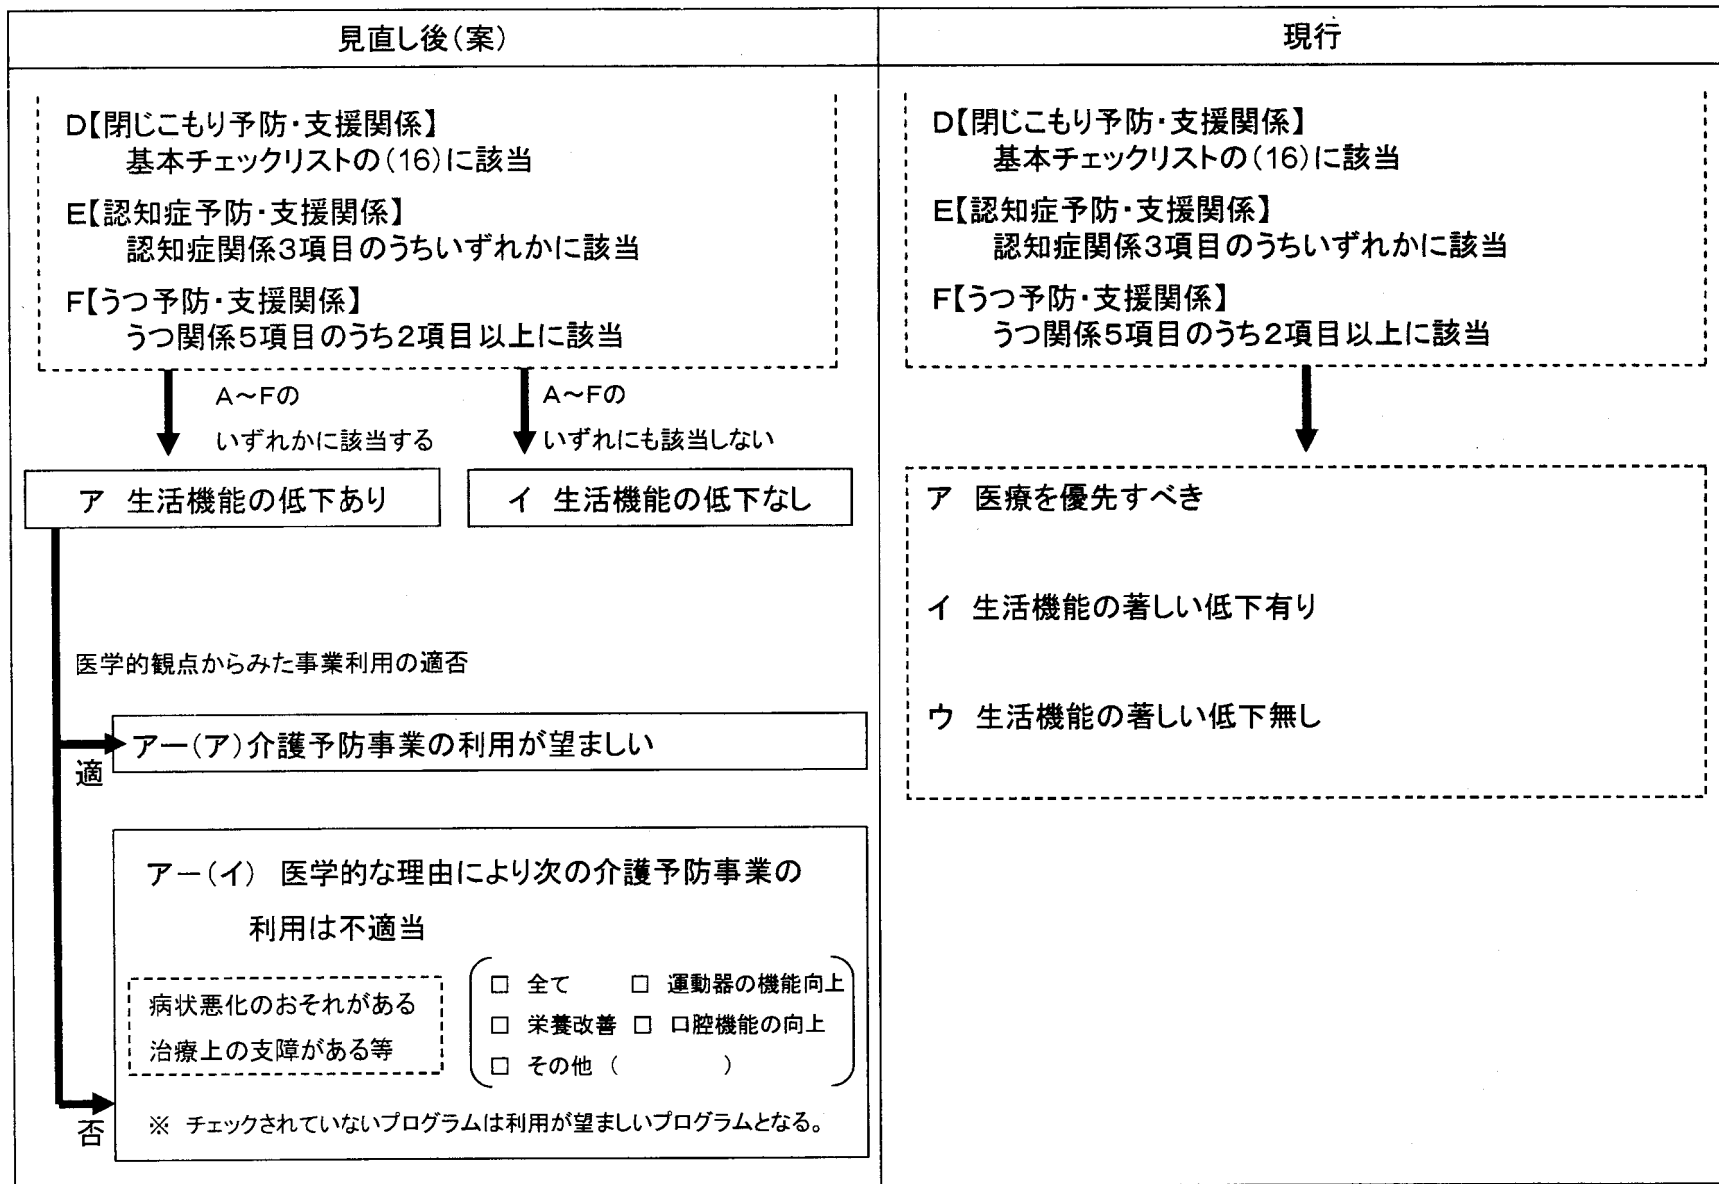 見直し後(案)
D【閉じこもり予防・支援関係】
基本チェックリストの(16)に該当
E【認知症予防・支援関係】
認知症関係3項目のうちいずれかに該当
F【うつ予防・支援関係】
うつ関係5項目のうち2項目以上に該当
A~Fの
いずれかに該当する
A~Fの
いずれにも該当しない
ア 生活機能の低下あり
イ 生活機能の低下なし
医学的観点からみた事業利用の適否
アー(ア)介護予防事業の利用が望ましい
適
アー(イ) 医学的な理由により次の介護予防事業の
利用は不適当
病状悪化のおそれがある
治療上の支障がある等
□ 全て □ 運動器の機能向上
□ 栄養改善 □ 口腔機能の向上
□ その他 ( )
否
※ チェックされていないプログラムは利用が望ましいプログラムとなる。
現行
D【閉じこもり予防・支援関係】
基本チェックリストの(16)に該当
E【認知症予防・支援関係】
認知症関係3項目のうちいずれかに該当
F【うつ予防・支援関係】
うつ関係5項目のうち2項目以上に該当
ア 医療を優先すべき
イ 生活機能の著しい低下有り
ウ 生活機能の著しい低下無し